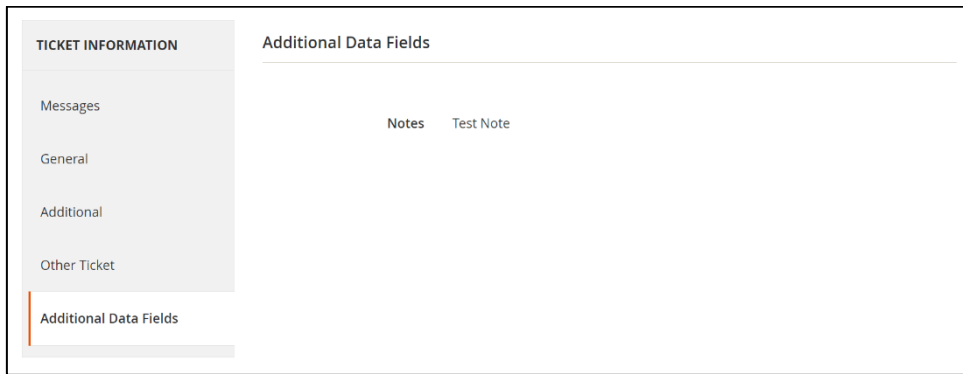 TICKET INFORMATION
Messages
General
Additional
Other Ticket
Additional Data Fields
Additional Data Fields
Notes Test Note